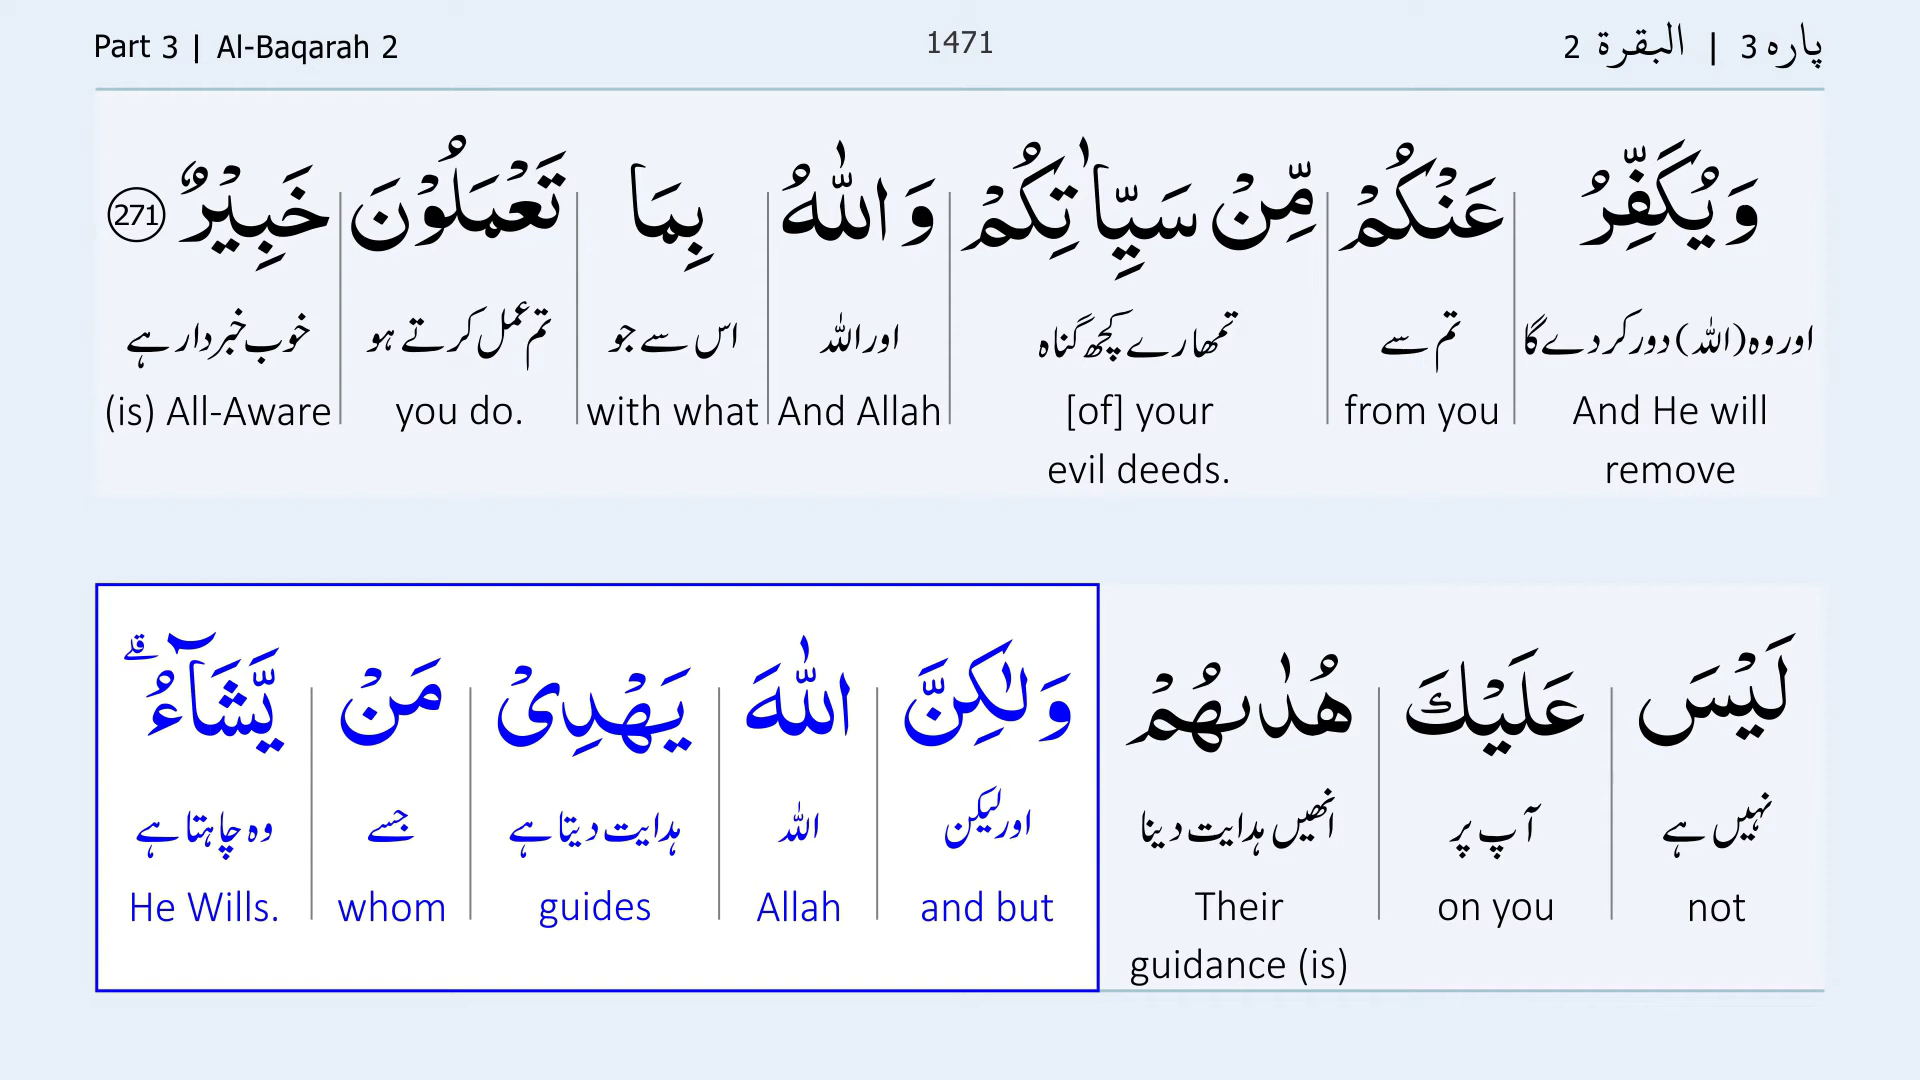 Part 3 | Al-Baqarah 2
1471
پارہ 3 | البقرة 2
وَيُكَفِّرُ عَنْكُمْ مِّنْ سَيِّاٰتِكُمْ وَاللّٰهُ بِمَا تَعْمَلُوْنَ خَبِيْرٌ 271
اور وہ (اللہ) دور کر دے گا تم سے تمھارے کچھ گناہ اور اللہ اس سے جو تم عمل کرتے ہو خوب خبردار ہے
(is) All-Aware you do. with what And Allah [of] your from you And He will
evil deeds. remove
لَيْسَ عَلَيْكَ هُدٰىهُمْ وَلٰكِنَّ اللّٰهَ يَهْدِىْ مَنْ يَّشَآءُ ۗ
نہیں ہے آپ پر انھیں ہدایت دینا اور لیکن اللہ ہدایت دیتا ہے جسے وہ چاہتا ہے
He Wills. whom guides Allah and but Their on you not
guidance (is)